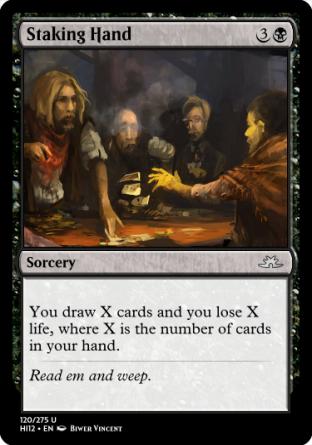 Staking Hand 3
Sorcery
You draw X cards and you lose X
life, where X is the number of cards
in your hand.
Read em and weep.
120/275 U
HI12 • EN BIWER VINCENT